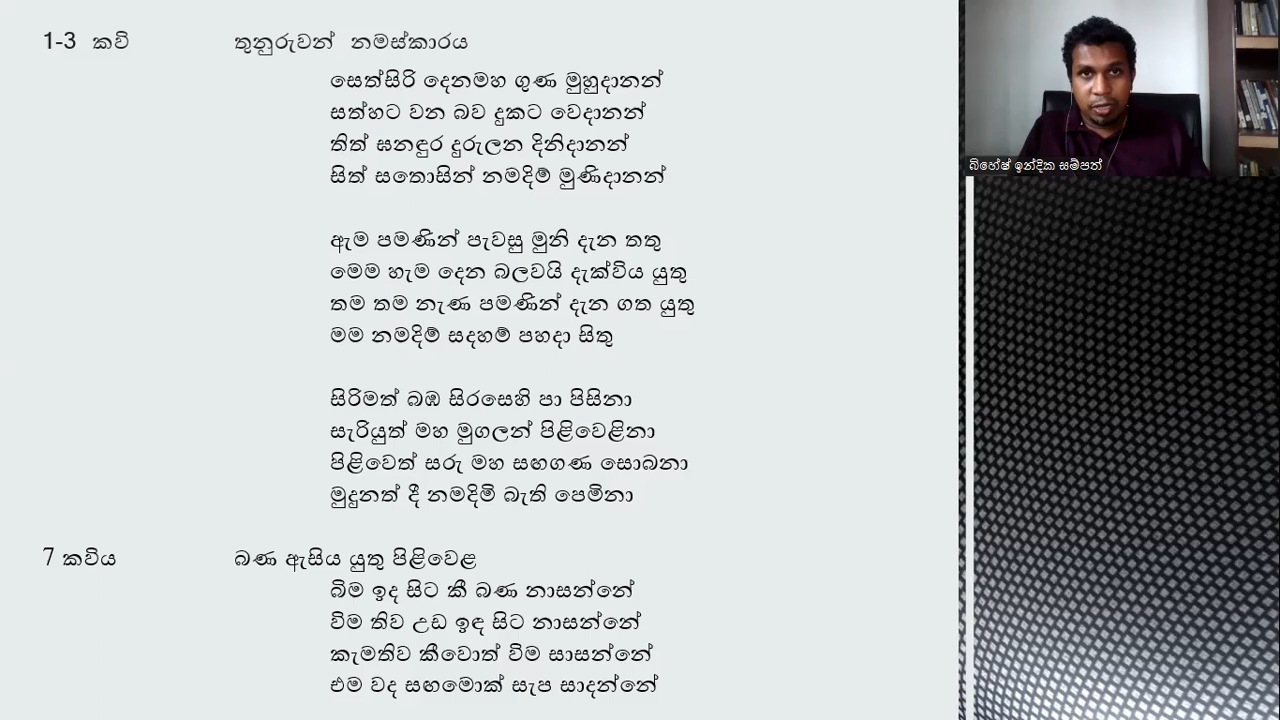 1-3 කවි තුනුරුවන් නමස්කාරය
සෙත්සිරි දෙනමහ ගුණ මුහුදානන්
සත්හට වන බව දුකට වෙදානන්
තිත් ඝනඳුර දුරුලන දිනිදානන්
සිත් සතොසින් නමදිම් මුණිදානන්
ඇම පමණින් පැවසු මුනි දැන තතු
මෙම හැම දෙන බලවයි දැක්විය යුතු
තම තම නැණ පමණින් දැන ගත යුතු
මම නමදිම් සදහම් පහදා සිතු
සිරිමත් බඹ සිරසෙහි පා පිසිනා
සැරියුත් මහ මුගලන් පිළිවෙළිනා
පිළිවෙත් සරු මහ සඟගණ සොබනා
මුදුනත් දී නමදිමි බැති පෙමිනා
7 කවිය බණ ඇසිය යුතු පිළිවෙළ
බිම ඉද සිට කී බණ නාසන්නේ
විම තිව උඩ ඉඳ සිට නාසන්නේ
කැමතිව කීවොත් විම සාසන්නේ
එම වද සඟමොක් සැප සාදන්නේ
බිහේෂ් ඉන්දික සම්පත්